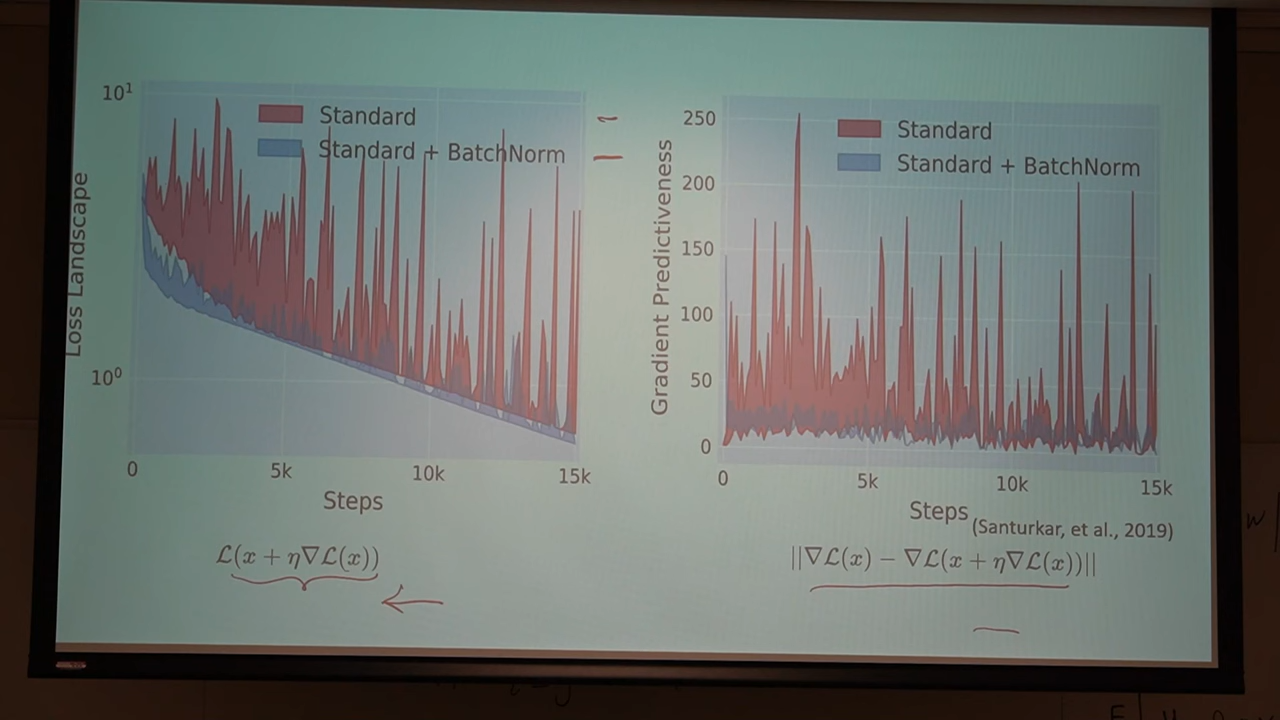 10¹
Standard
Standard + BatchNorm
Loss Landscape
10⁰
0
5k
10k
15k
Steps
ℒ(x + η∇ℒ(x))
250
Standard
Standard + BatchNorm
200
150
100
50
0
Gradient Predictiveness
0
5k
10k
15k
Steps
(Santurkar, et al., 2019)
||∇ℒ(x) − ∇ℒ(x + η∇ℒ(x))||